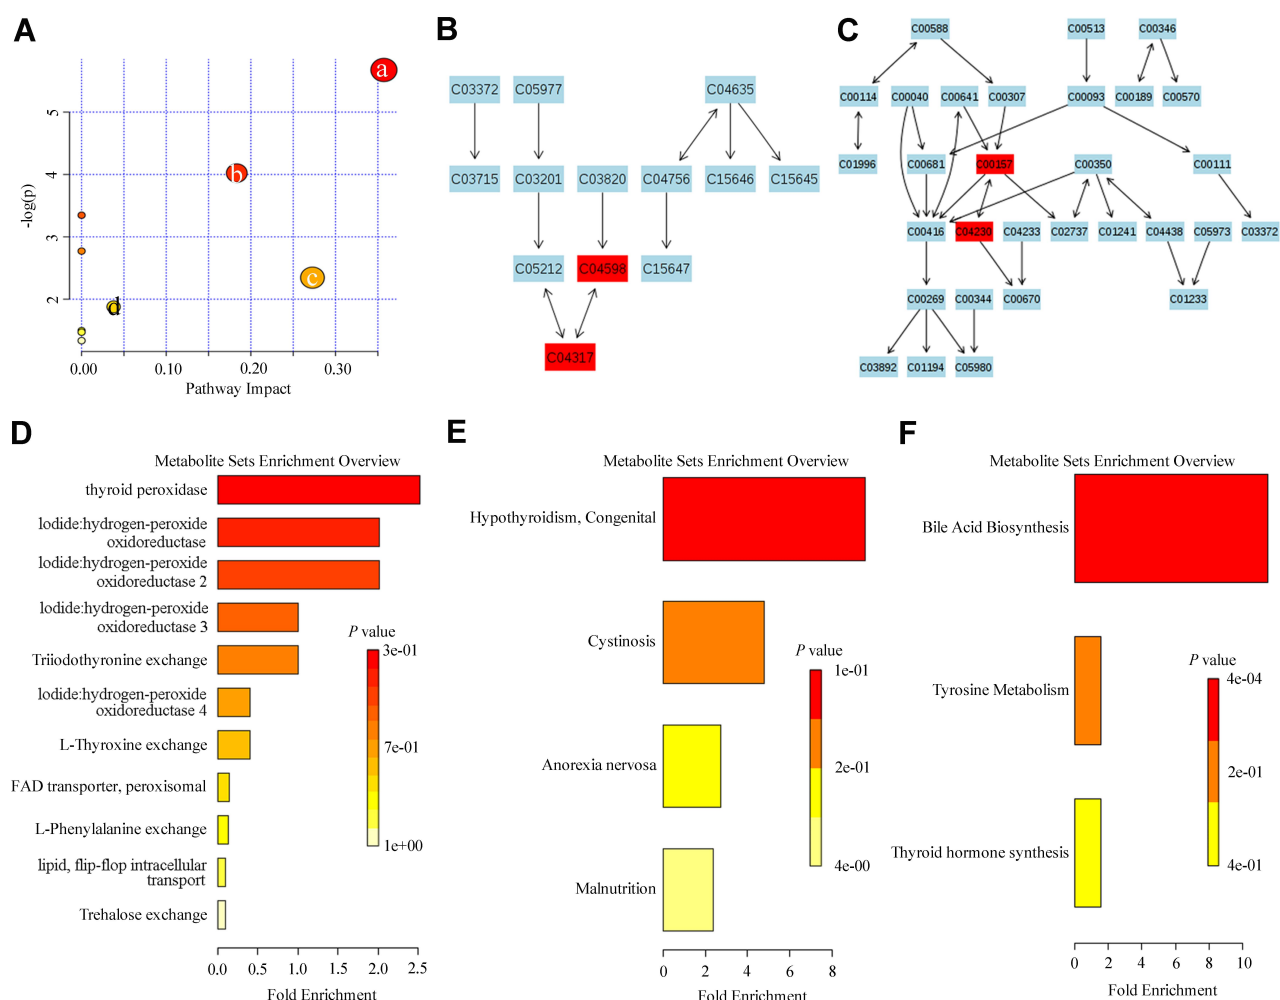 A
a
b
c
d
5
4
3
2
-log(p)
0.00 0.10 0.20 0.30
Pathway Impact
B
C03372 C05977 C04635
C03715 C03201 C03820 C04756 C15646 C15645
C05212 C04598 C15647
C04317
C
C00588 C00513 C00346
C00114 C00040 C00641 C00307 C00093 C00189 C00570
C01996 C00681 C00157 C00350 C00111
C00416 C04230 C04233 C02737 C01241 C04438 C05973 C03372
C00269 C00344 C00670 C01233
C03892 C01194 C05980
D
Metabolite Sets Enrichment Overview
thyroid peroxidase
lodide:hydrogen-peroxide
oxidoreductase
lodide:hydrogen-peroxide
oxidoreductase 2
lodide:hydrogen-peroxide
oxidoreductase 3
Triiodothyronine exchange
lodide:hydrogen-peroxide
oxidoreductase 4
L-Thyroxine exchange
FAD transporter, peroxisomal
L-Phenylalanine exchange
lipid, flip-flop intracellular
transport
Trehalose exchange
P value
3e-01
7e-01
1e+00
0.0 0.5 1.0 1.5 2.0 2.5
Fold Enrichment
E
Metabolite Sets Enrichment Overview
Hypothyroidism, Congenital
Cystinosis
Anorexia nervosa
Malnutrition
P value
1e-01
2e-01
4e-00
0 2 4 6 8
Fold Enrichment
F
Metabolite Sets Enrichment Overview
Bile Acid Biosynthesis
Tyrosine Metabolism
Thyroid hormone synthesis
P value
4e-04
2e-01
4e-01
0 2 4 6 8 10
Fold Enrichment